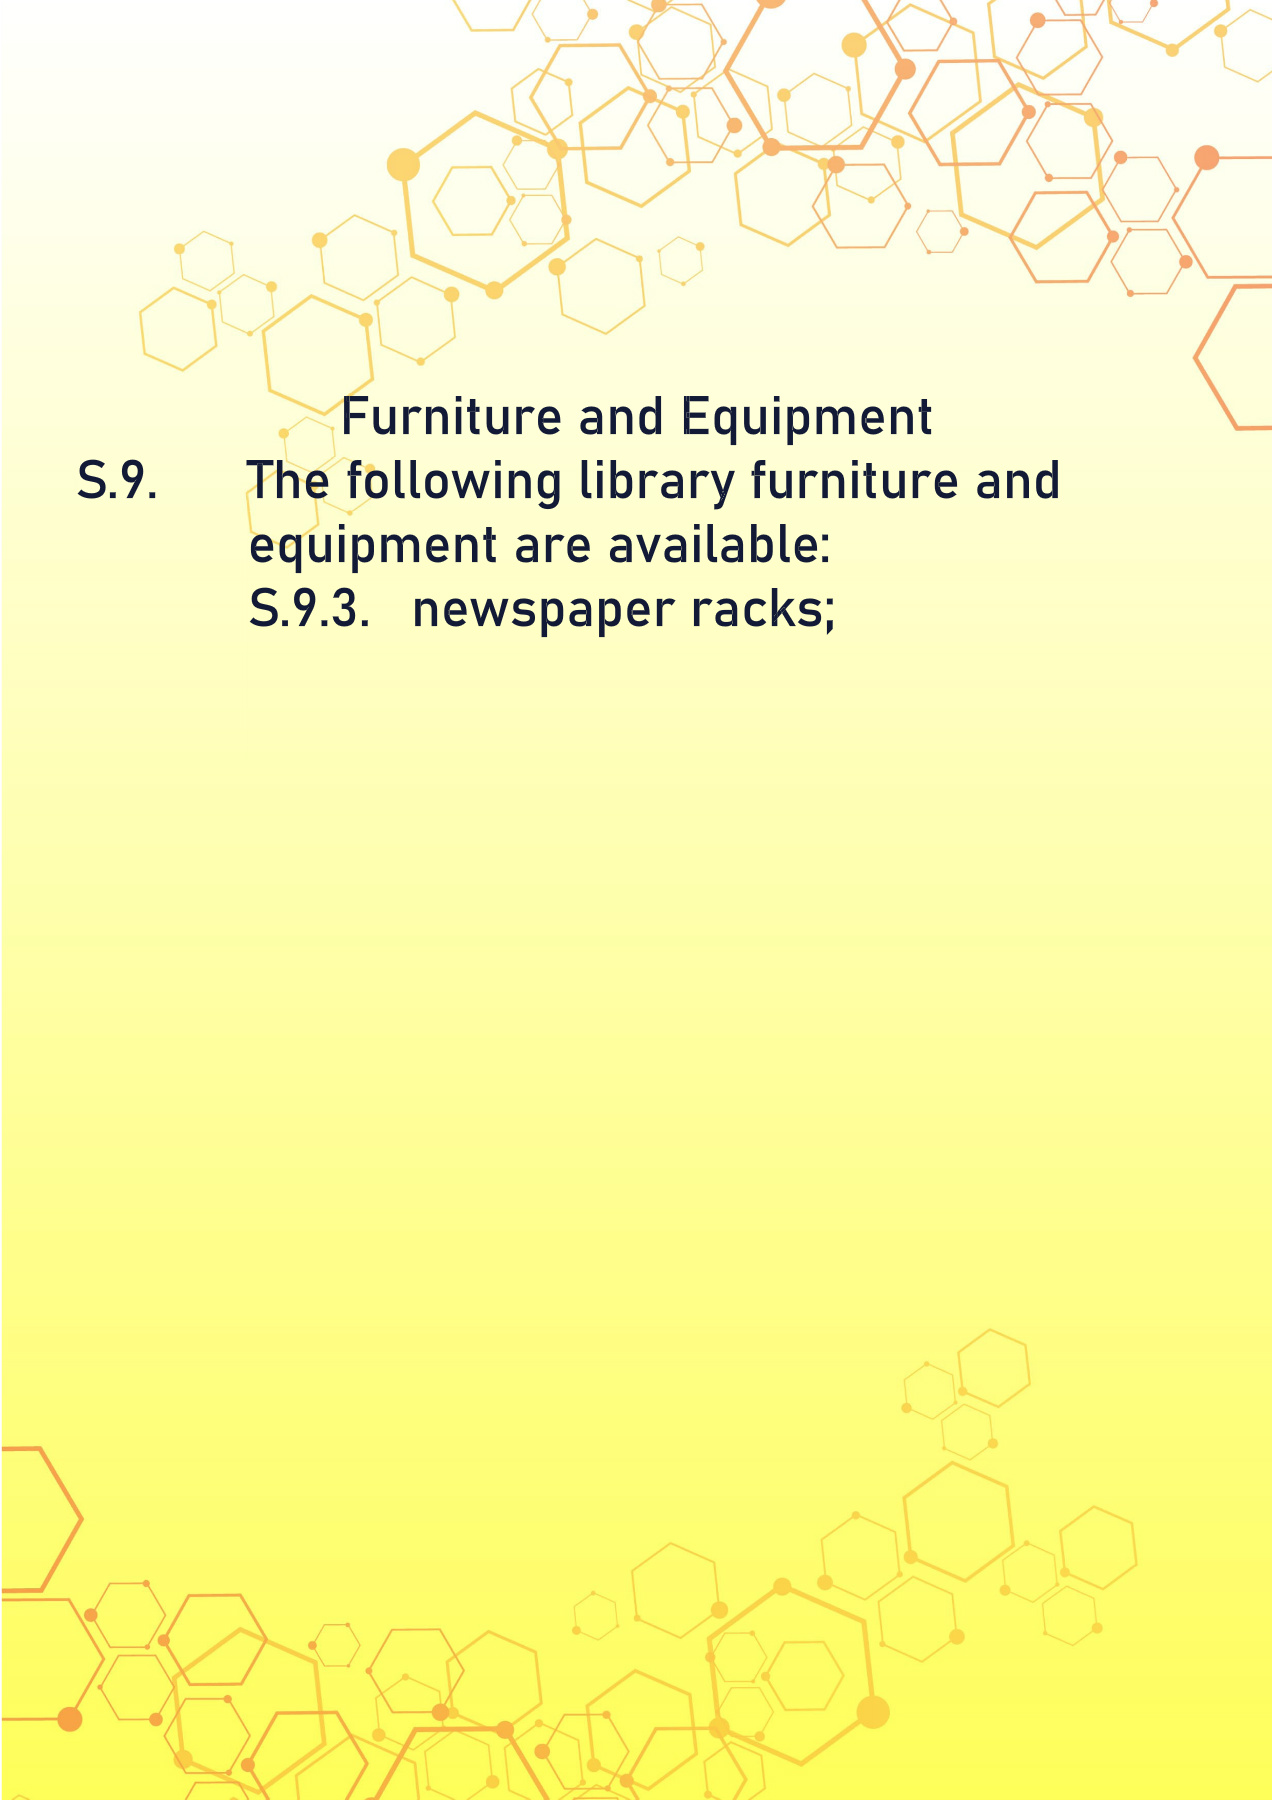 Furniture and Equipment
S.9. The following library furniture and
equipment are available:
S.9.3. newspaper racks;